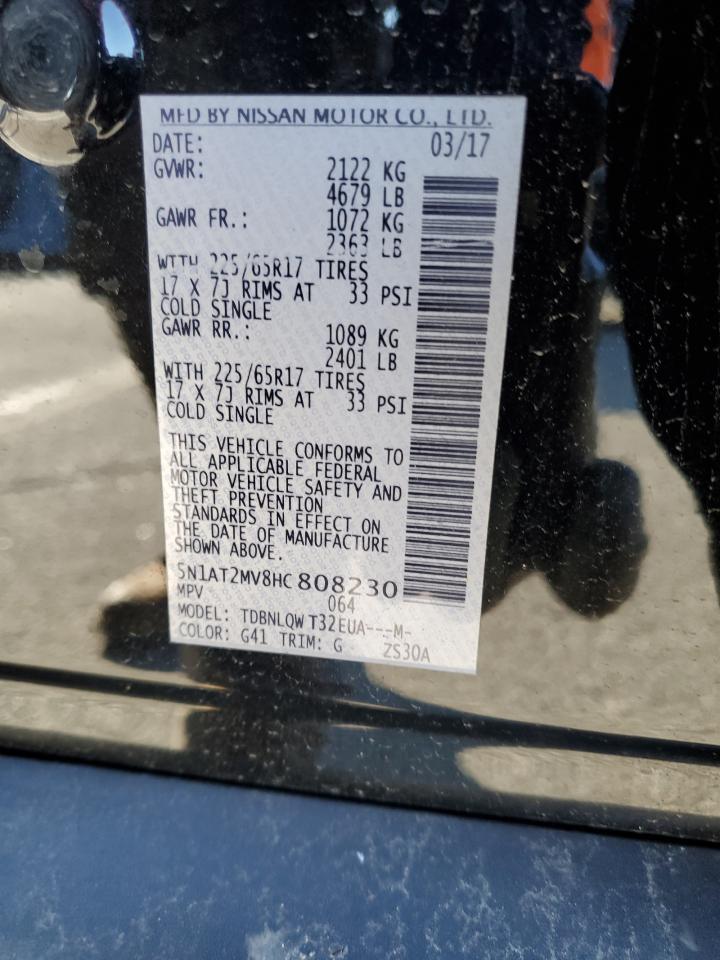 MFD BY NISSAN MOTOR CO., LTD.
DATE: 03/17
GVWR: 2122 KG
4679 LB
GAWR FR.: 1072 KG
2363 LB
WITH 225/65R17 TIRES
17 X 7J RIMS AT 33 PSI
COLD SINGLE
GAWR RR.: 1089 KG
2401 LB
WITH 225/65R17 TIRES
17 X 7J RIMS AT 33 PSI
COLD SINGLE
THIS VEHICLE CONFORMS TO
ALL APPLICABLE FEDERAL
MOTOR VEHICLE SAFETY AND
THEFT PREVENTION
STANDARDS IN EFFECT ON
THE DATE OF MANUFACTURE
SHOWN ABOVE.
5N1AT2MV8HC808230
MPV 064
MODEL: TDBNLQW T32EUA---M-
COLOR: G41 TRIM: G ZS30A